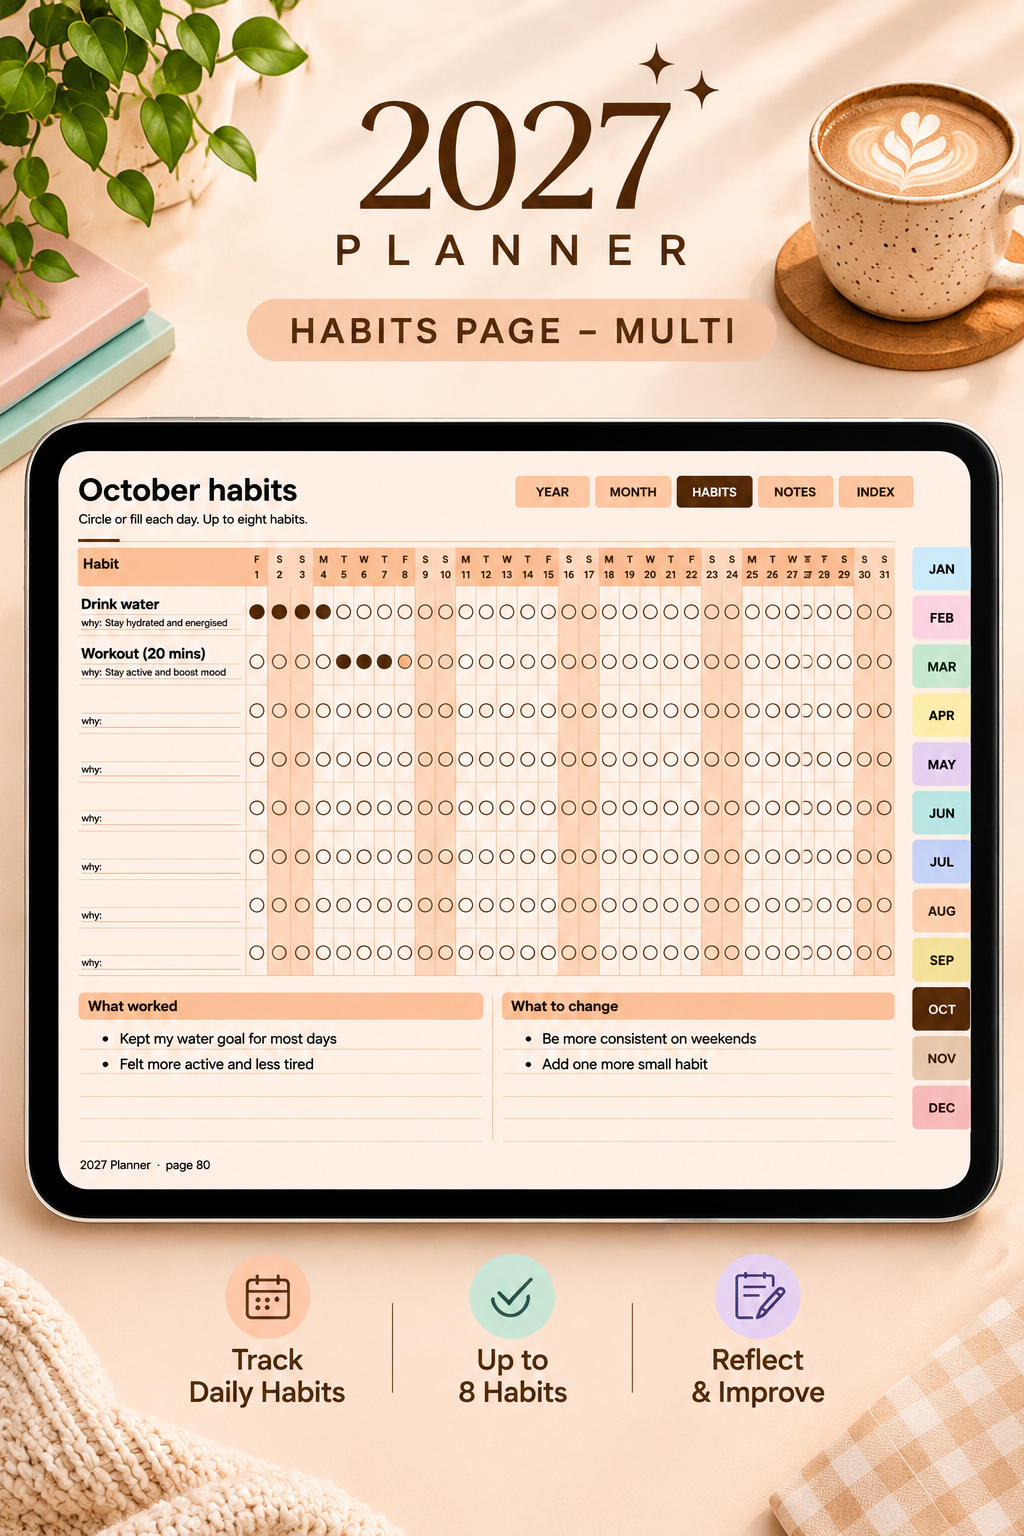 2027
PLANNER
HABITS PAGE – MULTI
October habits
Circle or fill each day. Up to eight habits.
YEAR MONTH HABITS NOTES INDEX
Habit
F S S M T W T F S S M T W T F S S M T W T F S S M T W T F S S
1 2 3 4 5 6 7 8 9 10 11 12 13 14 15 16 17 18 19 20 21 22 23 24 25 26 27 28 29 30 31
Drink water
why: Stay hydrated and energised
Workout (20 mins)
why: Stay active and boost mood
why:
why:
why:
why:
why:
why:
What worked
Kept my water goal for most days
Felt more active and less tired
What to change
Be more consistent on weekends
Add one more small habit
2027 Planner · page 80
JAN
FEB
MAR
APR
MAY
JUN
JUL
AUG
SEP
OCT
NOV
DEC
Track
Daily Habits
Up to
8 Habits
Reflect
& Improve